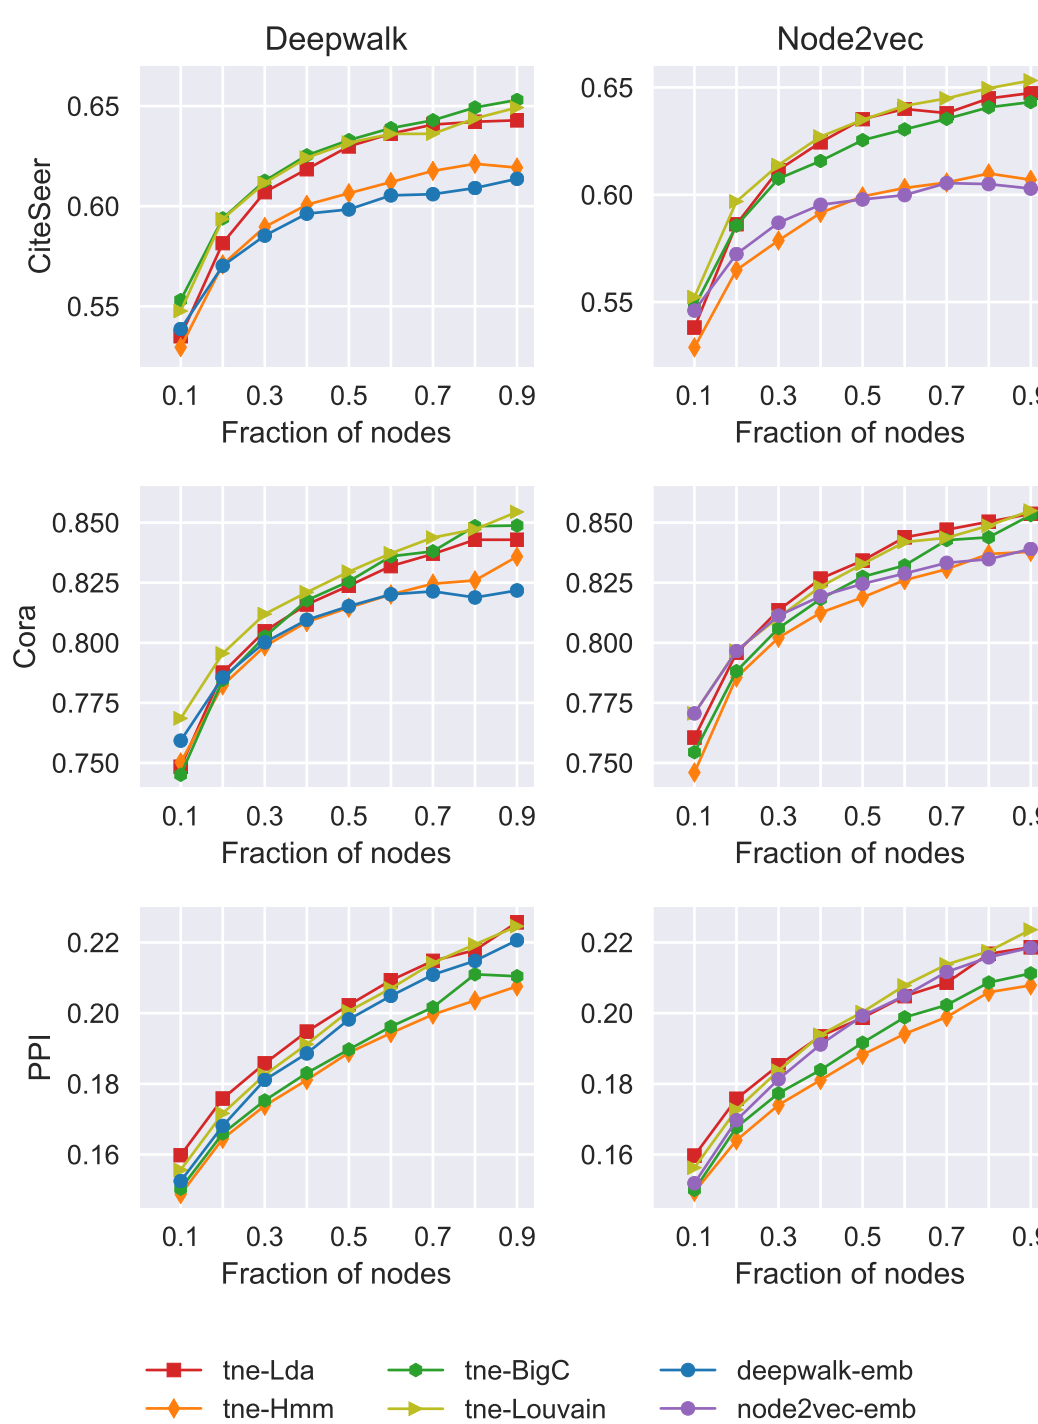 Deepwalk Node2vec
CiteSeer
0.65
0.60
0.55
0.1 0.3 0.5 0.7 0.9
Fraction of nodes
0.65
0.60
0.55
0.1 0.3 0.5 0.7
Fraction of nodes
Cora
0.850
0.825
0.800
0.775
0.750
0.1 0.3 0.5 0.7 0.9
Fraction of nodes
0.850
0.825
0.800
0.775
0.750
0.1 0.3 0.5 0.7
Fraction of nodes
PPI
0.22
0.20
0.18
0.16
0.1 0.3 0.5 0.7 0.9
Fraction of nodes
0.22
0.20
0.18
0.16
0.1 0.3 0.5 0.7
Fraction of nodes
tne-Lda tne-BigC deepwalk-emb
tne-Hmm tne-Louvain node2vec-emb